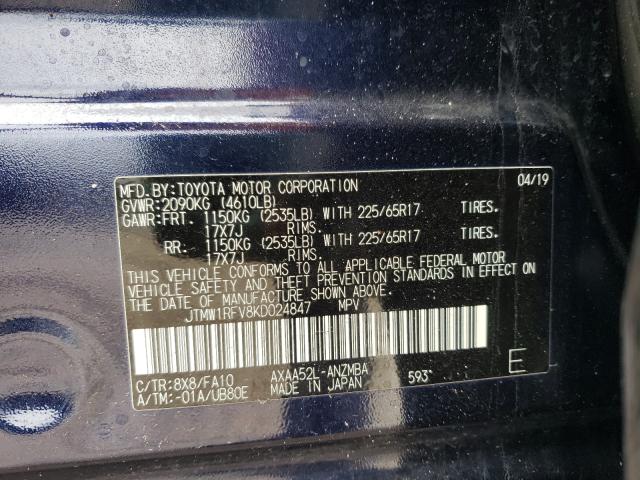 MFD.BY:TOYOTA MOTOR CORPORATION 04/19
GVWR:2090KG (4610LB)
GAWR:FRT. 1150KG (2535LB) WITH 225/65R17 TIRES.
17X7J RIMS.
RR. 1150KG (2535LB) WITH 225/65R17 TIRES.
17X7J RIMS.
THIS VEHICLE CONFORMS TO ALL APPLICABLE FEDERAL MOTOR
VEHICLE SAFETY AND THEFT PREVENTION STANDARDS IN EFFECT ON
THE DATE OF MANUFACTURE SHOWN ABOVE.
JTMW1RFV8KD024847 MPV
C/TR:8X8/FA10 AXAA52L-ANZMBA 593
A/TM:-01A/UB80E MADE IN JAPAN
E